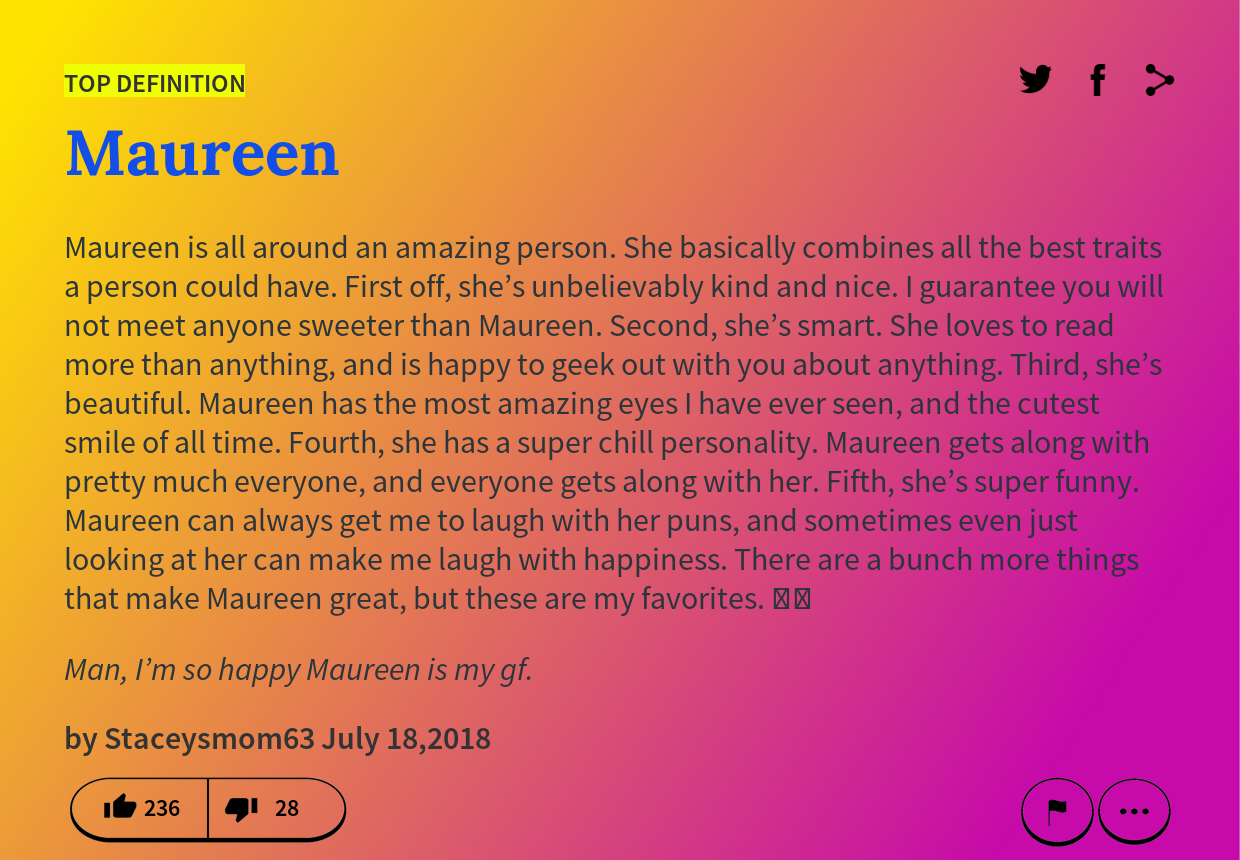 TOP DEFINITION
Maureen
Maureen is all around an amazing person. She basically combines all the best traits
a person could have. First off, she’s unbelievably kind and nice. I guarantee you will
not meet anyone sweeter than Maureen. Second, she’s smart. She loves to read
more than anything, and is happy to geek out with you about anything. Third, she’s
beautiful. Maureen has the most amazing eyes I have ever seen, and the cutest
smile of all time. Fourth, she has a super chill personality. Maureen gets along with
pretty much everyone, and everyone gets along with her. Fifth, she’s super funny.
Maureen can always get me to laugh with her puns, and sometimes even just
looking at her can make me laugh with happiness. There are a bunch more things
that make Maureen great, but these are my favorites.
Man, I’m so happy Maureen is my gf.
by Staceysmom63 July 18,2018
236 28